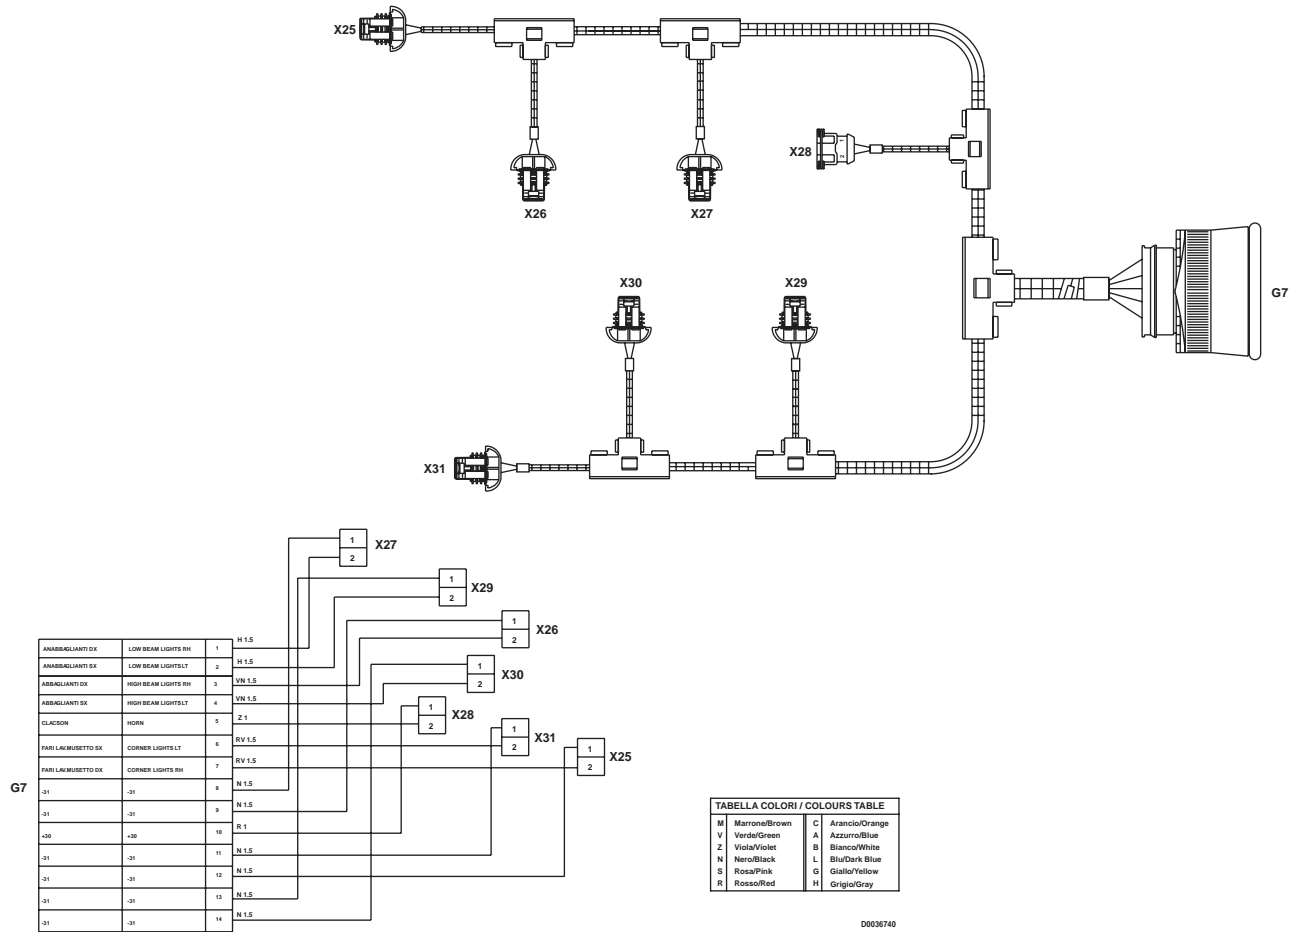 X25
X26
X27
X28
1
2
G7
X30
X29
X31
1
2
X27
1
2
X29
1
2
X26
1
2
X30
1
2
X28
1
2
X31
1
2
X25
G7
ANABBAGLIANTI DX LOW BEAM LIGHTS RH 1 H 1.5
ANABBAGLIANTI SX LOW BEAM LIGHTS LT 2 H 1.5
ABBAGLIANTI DX HIGH BEAM LIGHTS RH 3 VN 1.5
ABBAGLIANTI SX HIGH BEAM LIGHTS LT 4 VN 1.5
CLACSON HORN 5 Z 1
FARI LAV.MUSETTO SX CORNER LIGHTS LT 6 RV 1.5
FARI LAV.MUSETTO DX CORNER LIGHTS RH 7 RV 1.5
-31 -31 8 N 1.5
-31 -31 9 N 1.5
+30 +30 10 R 1
-31 -31 11 N 1.5
-31 -31 12 N 1.5
-31 -31 13 N 1.5
-31 -31 14 N 1.5
TABELLA COLORI / COLOURS TABLE
M Marrone/Brown C Arancio/Orange
V Verde/Green A Azzurro/Blue
Z Viola/Violet B Bianco/White
N Nero/Black L Blu/Dark Blue
S Rosa/Pink G Giallo/Yellow
R Rosso/Red H Grigio/Gray
D0036740